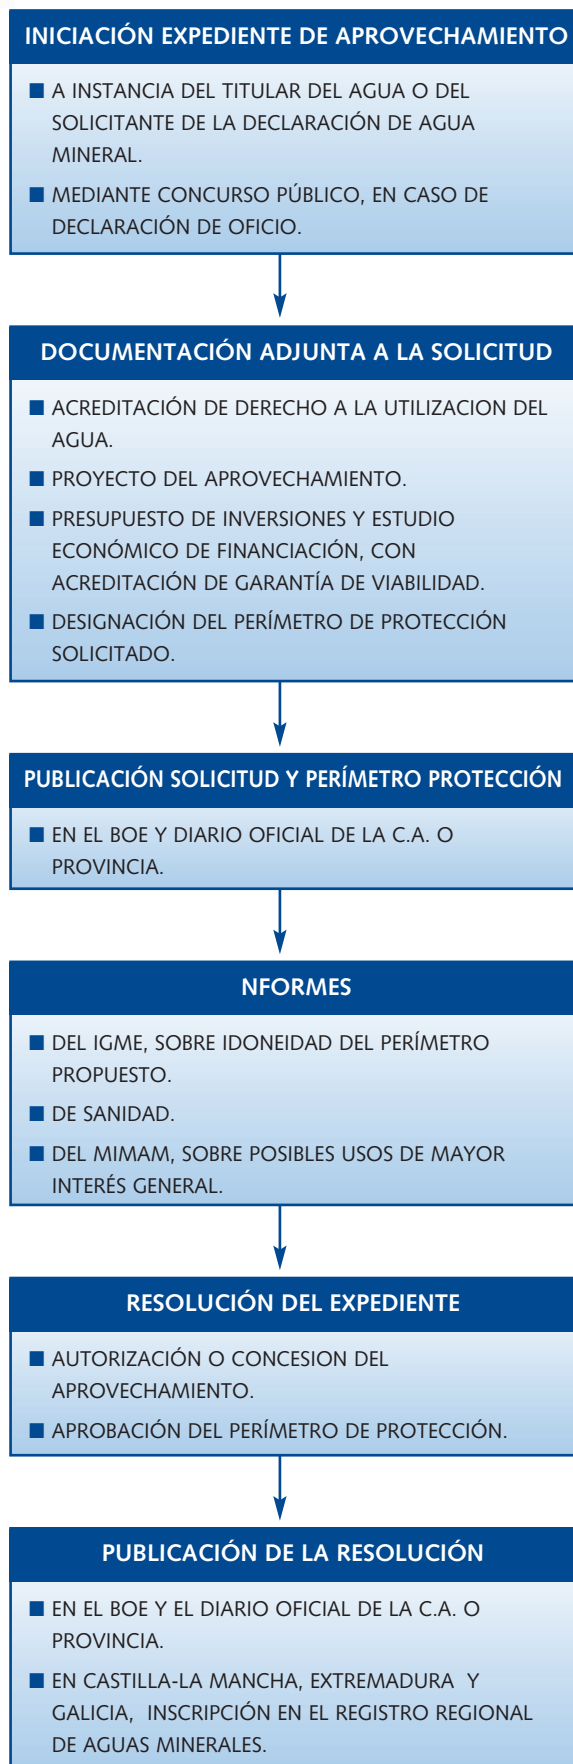 INICIACIÓN EXPEDIENTE DE APROVECHAMIENTO
■ A INSTANCIA DEL TITULAR DEL AGUA O DEL
SOLICITANTE DE LA DECLARACIÓN DE AGUA
MINERAL.
■ MEDIANTE CONCURSO PÚBLICO, EN CASO DE
DECLARACIÓN DE OFICIO.
DOCUMENTACIÓN ADJUNTA A LA SOLICITUD
■ ACREDITACIÓN DE DERECHO A LA UTILIZACION DEL
AGUA.
■ PROYECTO DEL APROVECHAMIENTO.
■ PRESUPUESTO DE INVERSIONES Y ESTUDIO
ECONÓMICO DE FINANCIACIÓN, CON
ACREDITACIÓN DE GARANTÍA DE VIABILIDAD.
■ DESIGNACIÓN DEL PERÍMETRO DE PROTECCIÓN
SOLICITADO.
PUBLICACIÓN SOLICITUD Y PERÍMETRO PROTECCIÓN
■ EN EL BOE Y DIARIO OFICIAL DE LA C.A. O
PROVINCIA.
NFORMES
■ DEL IGME, SOBRE IDONEIDAD DEL PERÍMETRO
PROPUESTO.
■ DE SANIDAD.
■ DEL MIMAM, SOBRE POSIBLES USOS DE MAYOR
INTERÉS GENERAL.
RESOLUCIÓN DEL EXPEDIENTE
■ AUTORIZACIÓN O CONCESION DEL
APROVECHAMIENTO.
■ APROBACIÓN DEL PERÍMETRO DE PROTECCIÓN.
PUBLICACIÓN DE LA RESOLUCIÓN
■ EN EL BOE Y EL DIARIO OFICIAL DE LA C.A. O
PROVINCIA.
■ EN CASTILLA-LA MANCHA, EXTREMADURA Y
GALICIA, INSCRIPCIÓN EN EL REGISTRO REGIONAL
DE AGUAS MINERALES.